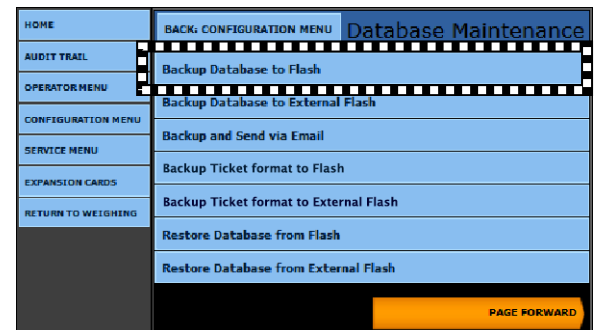 HOME
BACK: CONFIGURATION MENU
Database Maintenance
AUDIT TRAIL
OPERATOR MENU
CONFIGURATION MENU
SERVICE MENU
EXPANSION CARDS
RETURN TO WEIGHING
Backup Database to Flash
Backup Database to External Flash
Backup and Send via Email
Backup Ticket format to Flash
Backup Ticket format to External Flash
Restore Database from Flash
Restore Database from External Flash
PAGE FORWARD